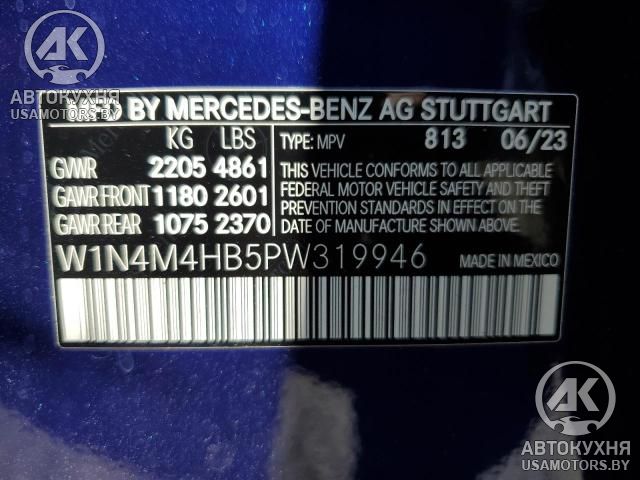 AK
АВТОКУХНЯ
USAMOTORS.BY
BY MERCEDES-BENZ AG STUTTGART
KG LBS TYPE: MPV 813 06/23
GVWR 2205 4861
GAWR FRONT 1180 2601
GAWR REAR 1075 2370
THIS VEHICLE CONFORMS TO ALL APPLICABLE
FEDERAL MOTOR VEHICLE SAFETY AND THEFT
PREVENTION STANDARDS IN EFFECT ON THE
DATE OF MANUFACTURE SHOWN ABOVE.
W1N4M4HB5PW319946 MADE IN MEXICO
AK
АВТОКУХНЯ
USAMOTORS.BY